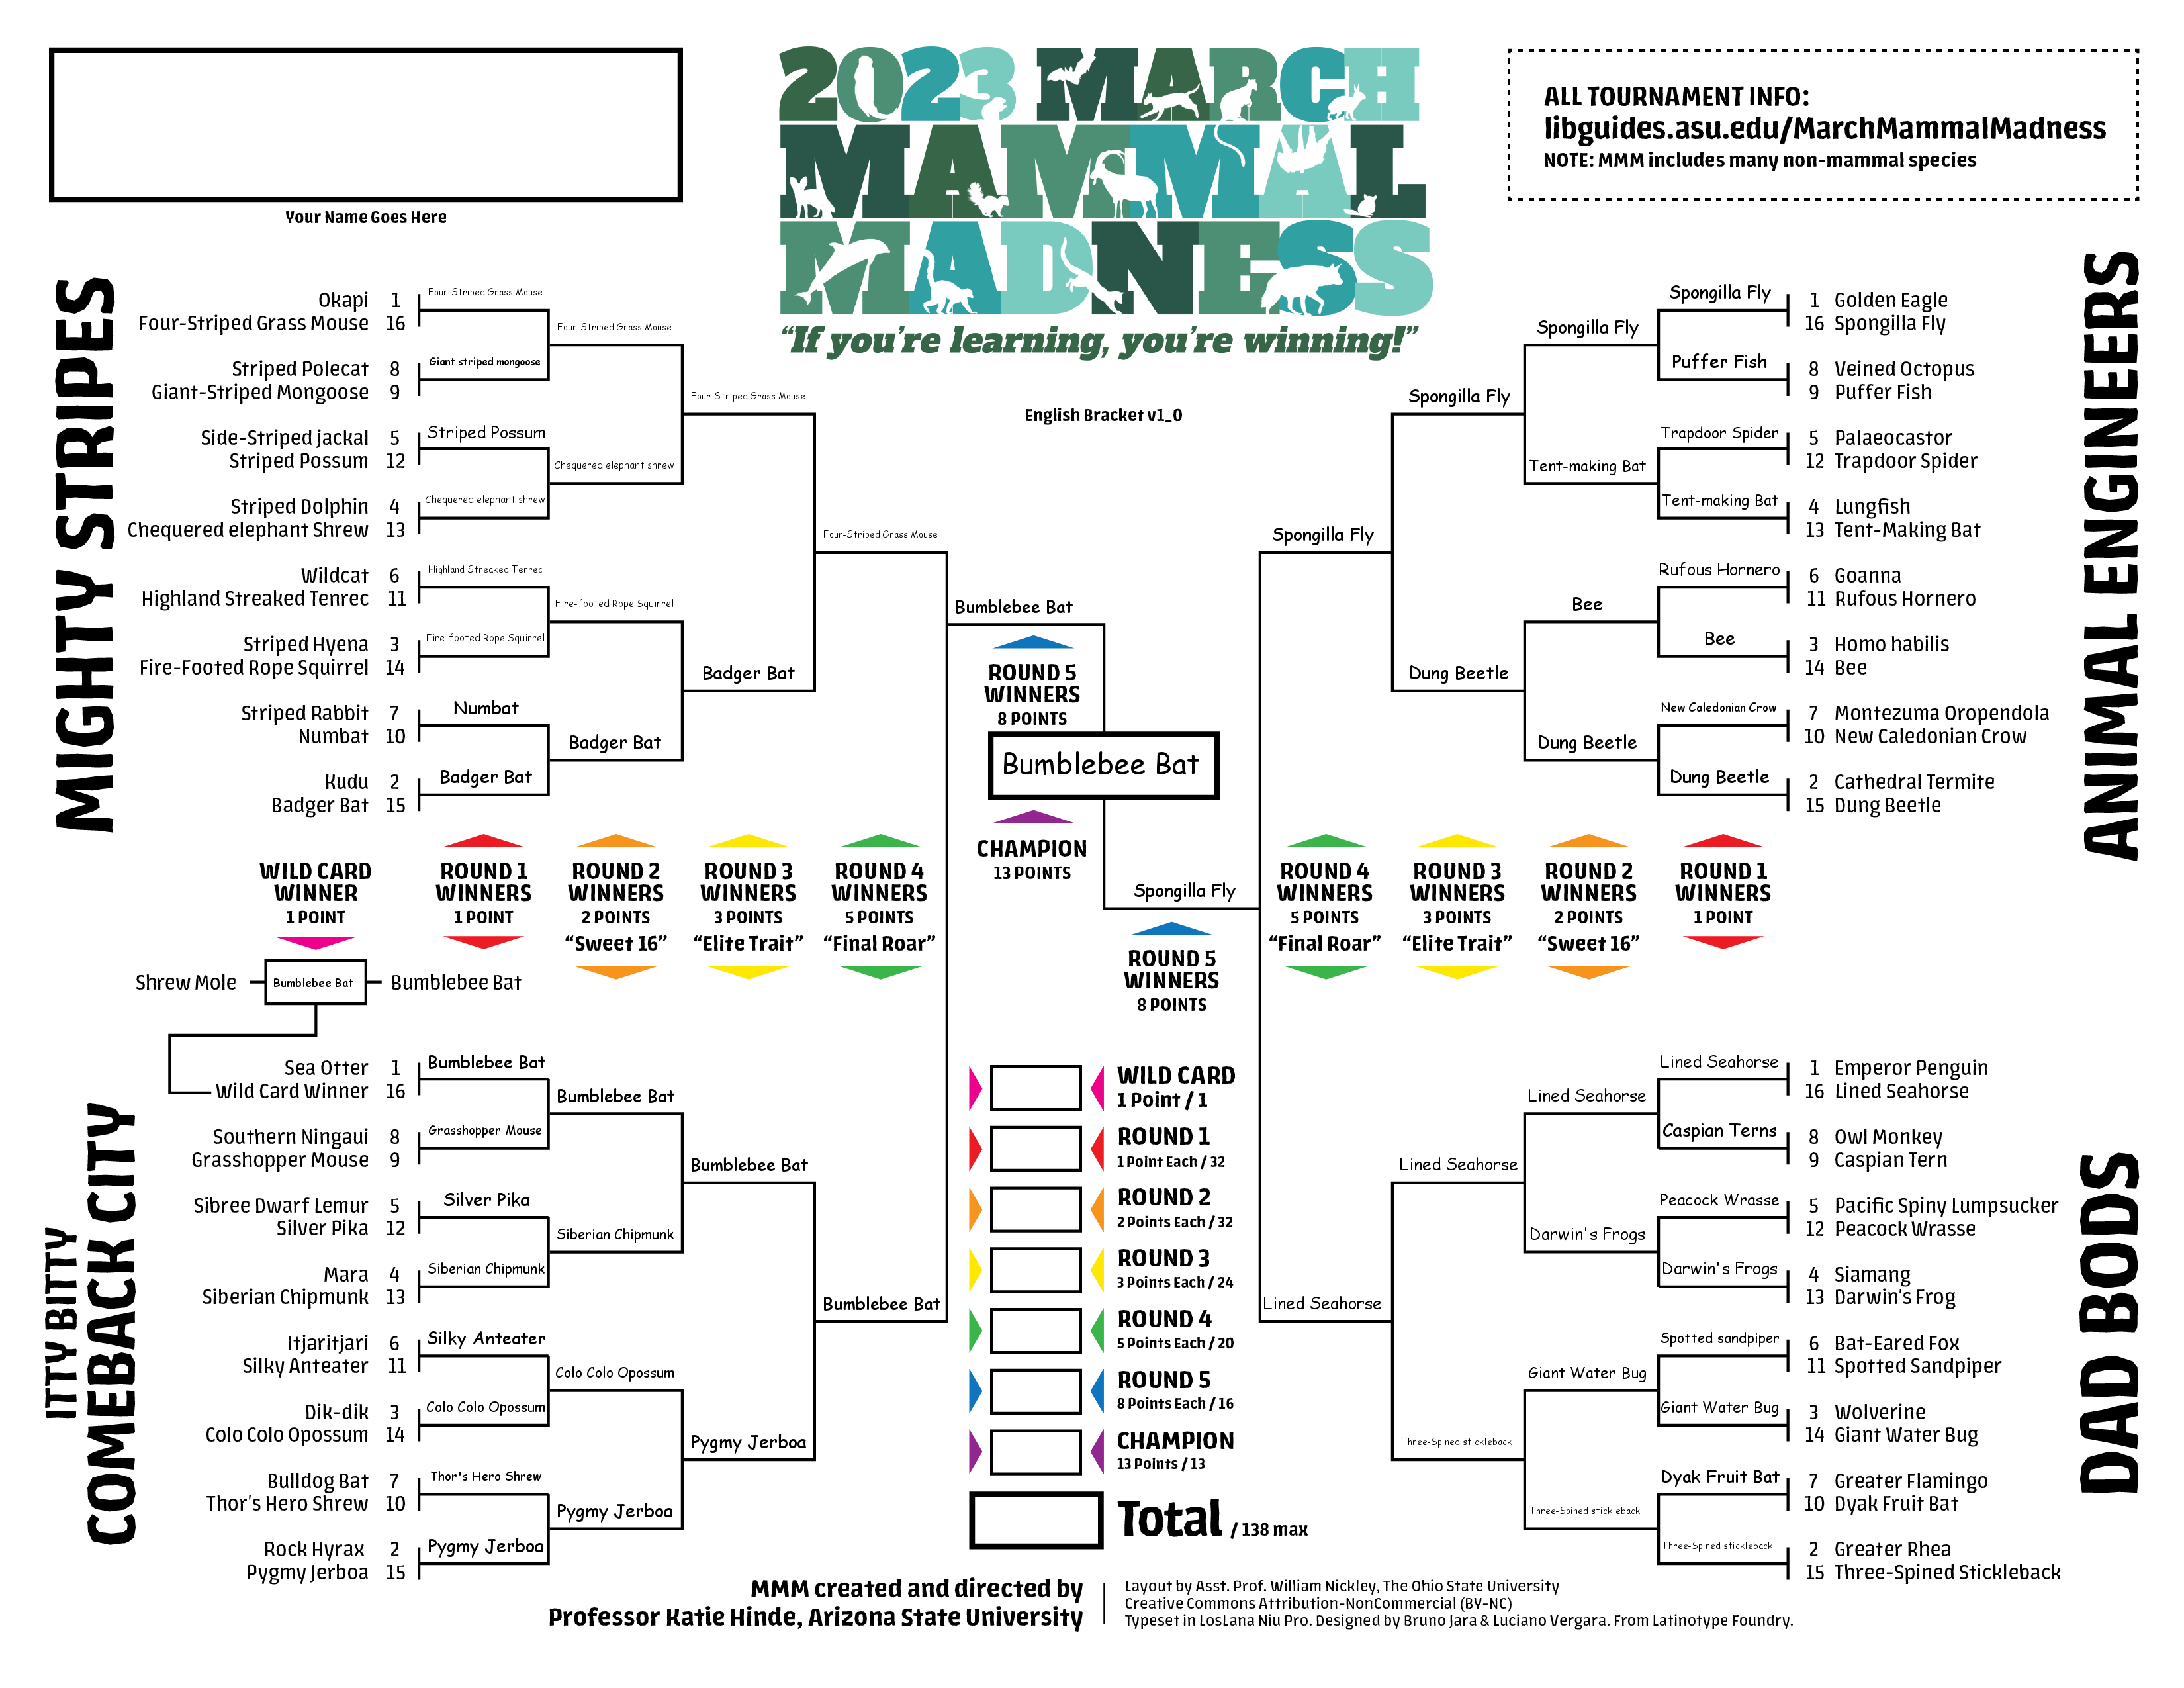 2023 MARCH
MAMMAL
MADNESS
“If you’re learning, you’re winning!”
English Bracket v1_0
Your Name Goes Here
ALL TOURNAMENT INFO:
libguides.asu.edu/MarchMammalMadness
NOTE: MMM includes many non-mammal species
MIGHTY STRIPES
Okapi 1
Four-Striped Grass Mouse 16
Striped Polecat 8
Giant-Striped Mongoose 9
Side-Striped jackal 5
Striped Possum 12
Striped Dolphin 4
Chequered elephant Shrew 13
Wildcat 6
Highland Streaked Tenrec 11
Striped Hyena 3
Fire-Footed Rope Squirrel 14
Striped Rabbit 7
Numbat 10
Kudu 2
Badger Bat 15
Four-Striped Grass Mouse
Giant striped mongoose
Striped Possum
Chequered elephant shrew
Highland Streaked Tenrec
Fire-footed Rope Squirrel
Numbat
Badger Bat
Four-Striped Grass Mouse
Chequered elephant shrew
Fire-footed Rope Squirrel
Badger Bat
Four-Striped Grass Mouse
Badger Bat
Four-Striped Grass Mouse
Bumblebee Bat
ROUND 5
WINNERS
8 POINTS
Bumblebee Bat
CHAMPION
13 POINTS
Spongilla Fly
ROUND 5
WINNERS
8 POINTS
ANIMAL ENGINEERS
1 Golden Eagle
16 Spongilla Fly
8 Veined Octopus
9 Puffer Fish
5 Palaeocastor
12 Trapdoor Spider
4 Lungfish
13 Tent-Making Bat
6 Goanna
11 Rufous Hornero
3 Homo habilis
14 Bee
7 Montezuma Oropendola
10 New Caledonian Crow
2 Cathedral Termite
15 Dung Beetle
Spongilla Fly
Puffer Fish
Trapdoor Spider
Tent-making Bat
Rufous Hornero
Bee
New Caledonian Crow
Dung Beetle
Spongilla Fly
Tent-making Bat
Bee
Dung Beetle
Spongilla Fly
Dung Beetle
Spongilla Fly
WILD CARD
WINNER
1 POINT
ROUND 1
WINNERS
1 POINT
ROUND 2
WINNERS
2 POINTS
“Sweet 16”
ROUND 3
WINNERS
3 POINTS
“Elite Trait”
ROUND 4
WINNERS
5 POINTS
“Final Roar”
ROUND 4
WINNERS
5 POINTS
“Final Roar”
ROUND 3
WINNERS
3 POINTS
“Elite Trait”
ROUND 2
WINNERS
2 POINTS
“Sweet 16”
ROUND 1
WINNERS
1 POINT
Shrew Mole Bumblebee Bat Bumblebee Bat
ITTY BITTY
COMEBACK CITY
Sea Otter 1
Wild Card Winner 16
Southern Ningaui 8
Grasshopper Mouse 9
Sibree Dwarf Lemur 5
Silver Pika 12
Mara 4
Siberian Chipmunk 13
Itjaritjari 6
Silky Anteater 11
Dik-dik 3
Colo Colo Opossum 14
Bulldog Bat 7
Thor’s Hero Shrew 10
Rock Hyrax 2
Pygmy Jerboa 15
Bumblebee Bat
Grasshopper Mouse
Silver Pika
Siberian Chipmunk
Silky Anteater
Colo Colo Opossum
Thor's Hero Shrew
Pygmy Jerboa
Bumblebee Bat
Siberian Chipmunk
Colo Colo Opossum
Pygmy Jerboa
Bumblebee Bat
Pygmy Jerboa
Bumblebee Bat
WILD CARD
1 Point / 1
ROUND 1
1 Point Each / 32
ROUND 2
2 Points Each / 32
ROUND 3
3 Points Each / 24
ROUND 4
5 Points Each / 20
ROUND 5
8 Points Each / 16
CHAMPION
13 Points / 13
Total / 138 max
DAD BODS
1 Emperor Penguin
16 Lined Seahorse
8 Owl Monkey
9 Caspian Tern
5 Pacific Spiny Lumpsucker
12 Peacock Wrasse
4 Siamang
13 Darwin’s Frog
6 Bat-Eared Fox
11 Spotted Sandpiper
3 Wolverine
14 Giant Water Bug
7 Greater Flamingo
10 Dyak Fruit Bat
2 Greater Rhea
15 Three-Spined Stickleback
Lined Seahorse
Caspian Terns
Peacock Wrasse
Darwin's Frogs
Spotted sandpiper
Giant Water Bug
Dyak Fruit Bat
Three-Spined stickleback
Lined Seahorse
Darwin's Frogs
Giant Water Bug
Three-Spined stickleback
Lined Seahorse
Three-Spined stickleback
Lined Seahorse
MMM created and directed by
Professor Katie Hinde, Arizona State University
Layout by Asst. Prof. William Nickley, The Ohio State University
Creative Commons Attribution-NonCommercial (BY-NC)
Typeset in LosLana Niu Pro. Designed by Bruno Jara & Luciano Vergara. From Latinotype Foundry.